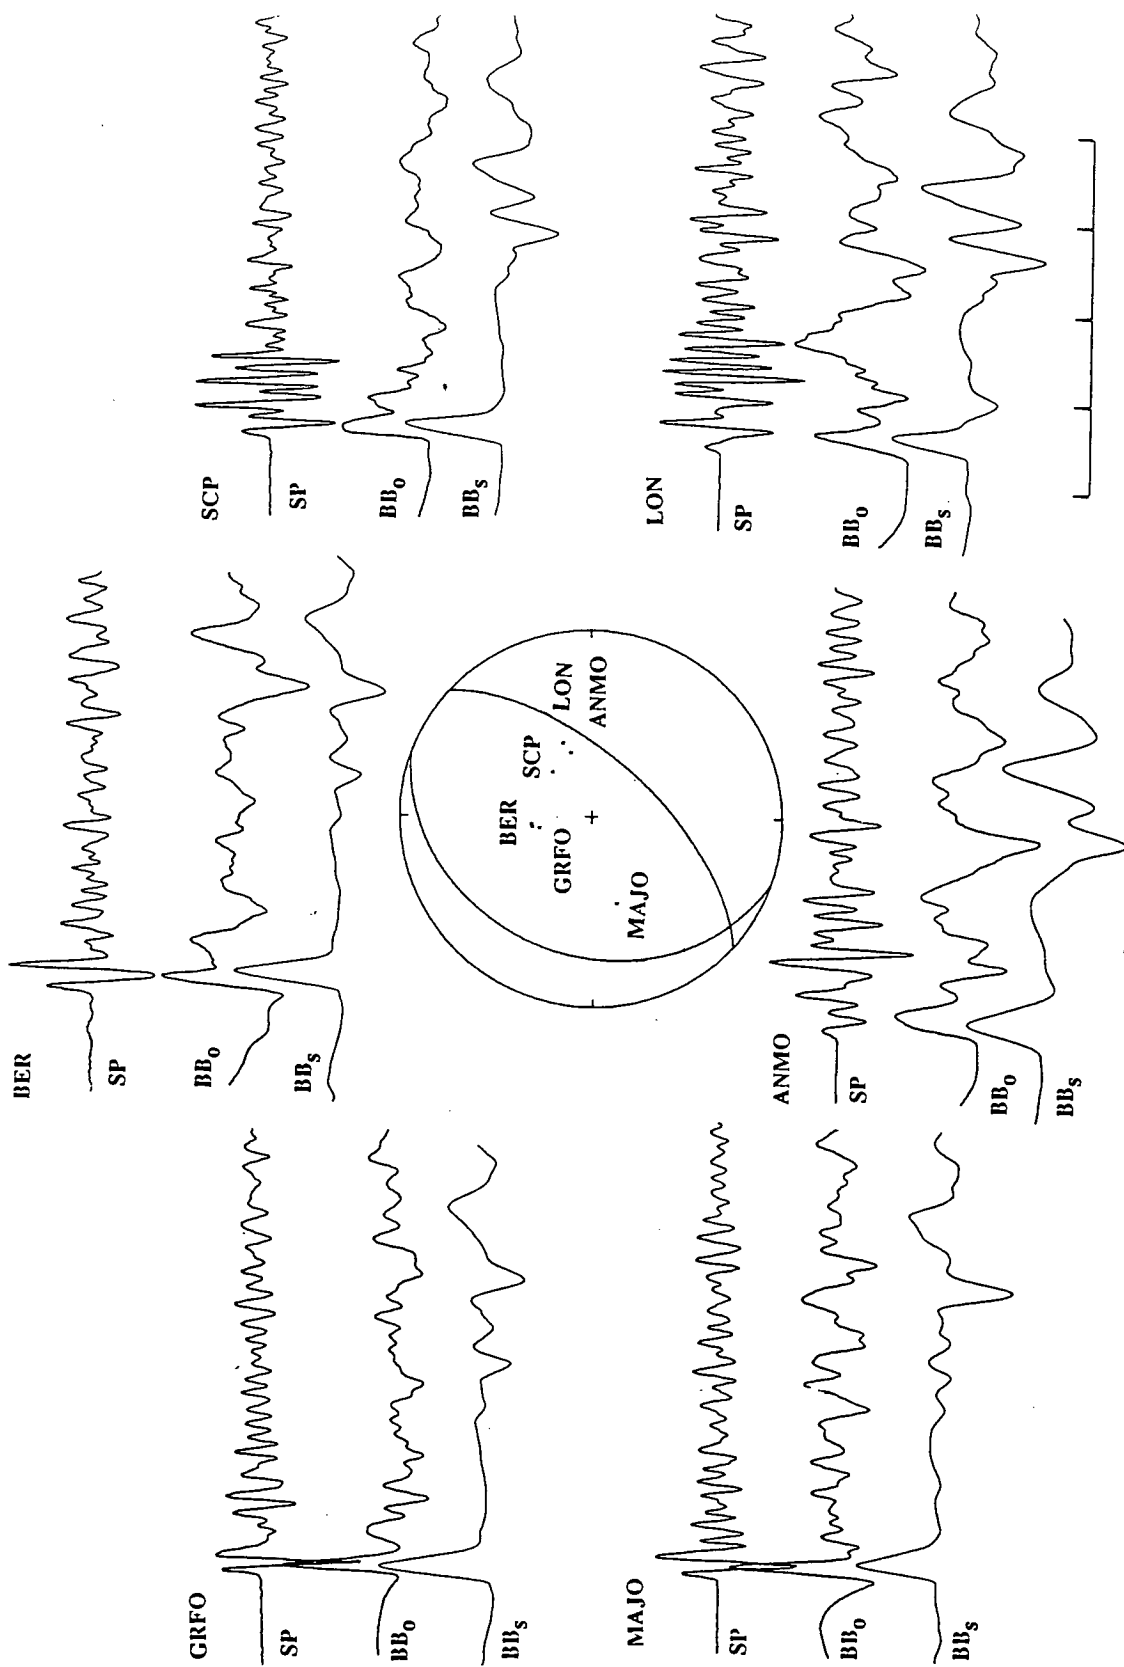 GRFO
SP
BB₀
BBₛ
BER
SP
BB₀
BBₛ
SCP
SP
BB₀
BBₛ
BER
GRFO
SCP
LON
ANMO
MAJO
MAJO
SP
BB₀
BBₛ
ANMO
SP
BB₀
BBₛ
LON
SP
BB₀
BBₛ